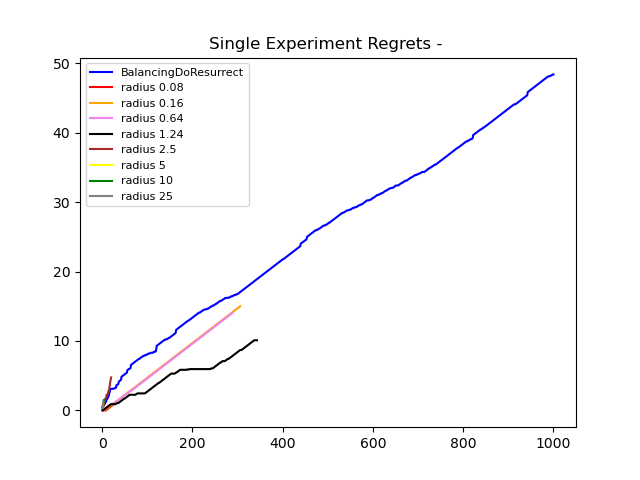 Single Experiment Regrets -
50
40
30
20
10
0
BalancingDoResurrect
radius 0.08
radius 0.16
radius 0.64
radius 1.24
radius 2.5
radius 5
radius 10
radius 25
0 200 400 600 800 1000